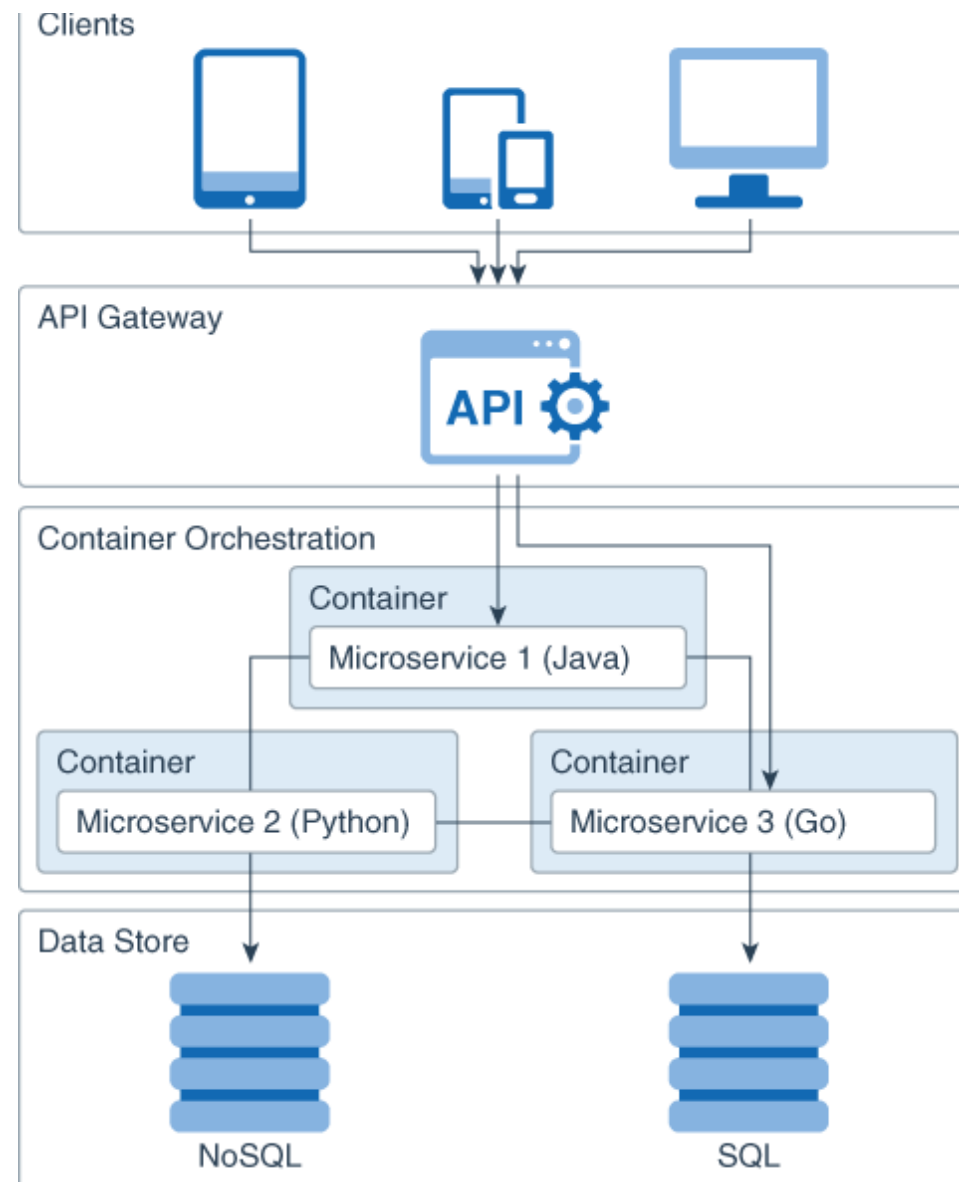 Clients
API Gateway
API
Container Orchestration
Container
Microservice 1 (Java)
Container
Container
Microservice 2 (Python)
Microservice 3 (Go)
Data Store
NoSQL
SQL